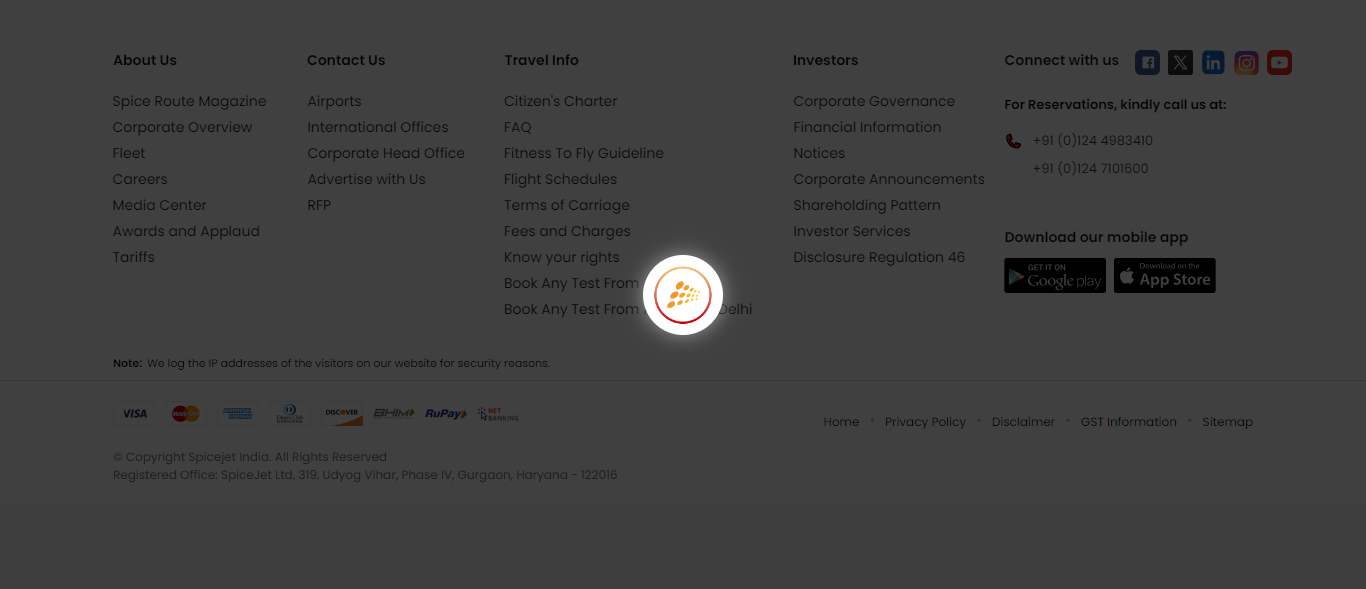 About Us
Spice Route Magazine
Corporate Overview
Fleet
Careers
Media Center
Awards and Applaud
Tariffs
Contact Us
Airports
International Offices
Corporate Head Office
Advertise with Us
RFP
Travel Info
Citizen's Charter
FAQ
Fitness To Fly Guideline
Flight Schedules
Terms of Carriage
Fees and Charges
Know your rights
Book Any Test From
Book Any Test From Delhi
Investors
Corporate Governance
Financial Information
Notices
Corporate Announcements
Shareholding Pattern
Investor Services
Disclosure Regulation 46
Connect with us
For Reservations, kindly call us at:
+91 (0)124 4983410
+91 (0)124 7101600
Download our mobile app
GET IT ON
Google play
Download on the
App Store
Note: We log the IP addresses of the visitors on our website for security reasons.
VISA
MasterCard
AMERICAN EXPRESS
Diners Club
INTERNATIONAL
DISCOVER
BHIM
RuPay
NET
BANKING
Home • Privacy Policy • Disclaimer • GST Information • Sitemap
© Copyright Spicejet India. All Rights Reserved
Registered Office: SpiceJet Ltd, 319, Udyog Vihar, Phase IV, Gurgaon, Haryana - 122016